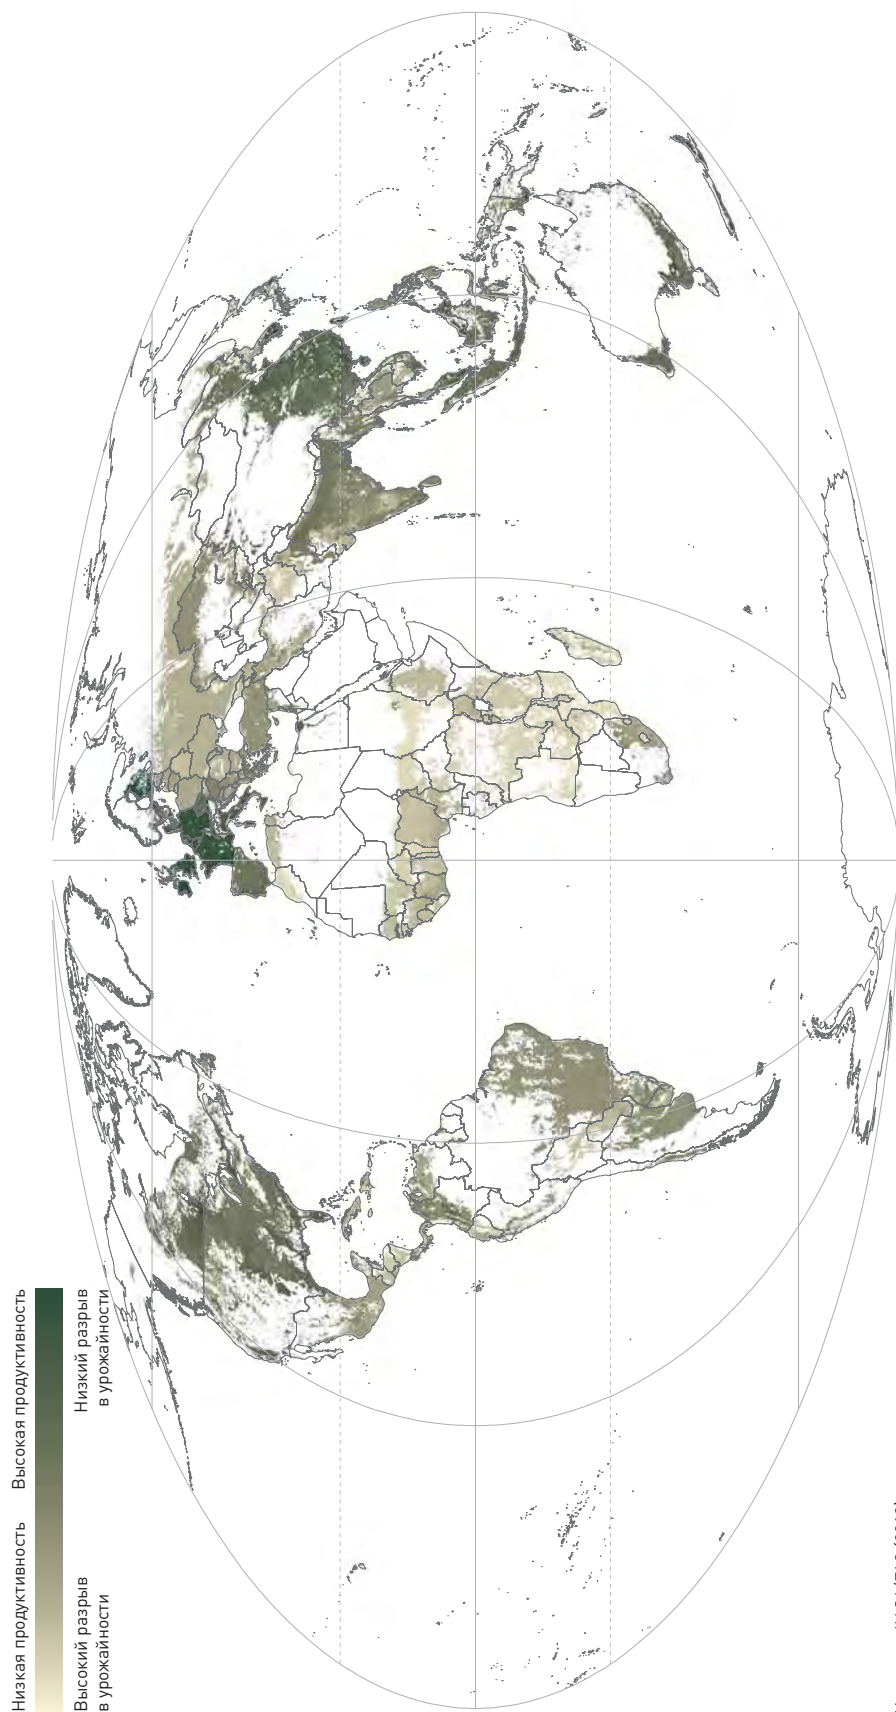 Низкая продуктивность
Высокая продуктивность
Высокий разрыв
в урожайности
Низкий разрыв
в урожайности